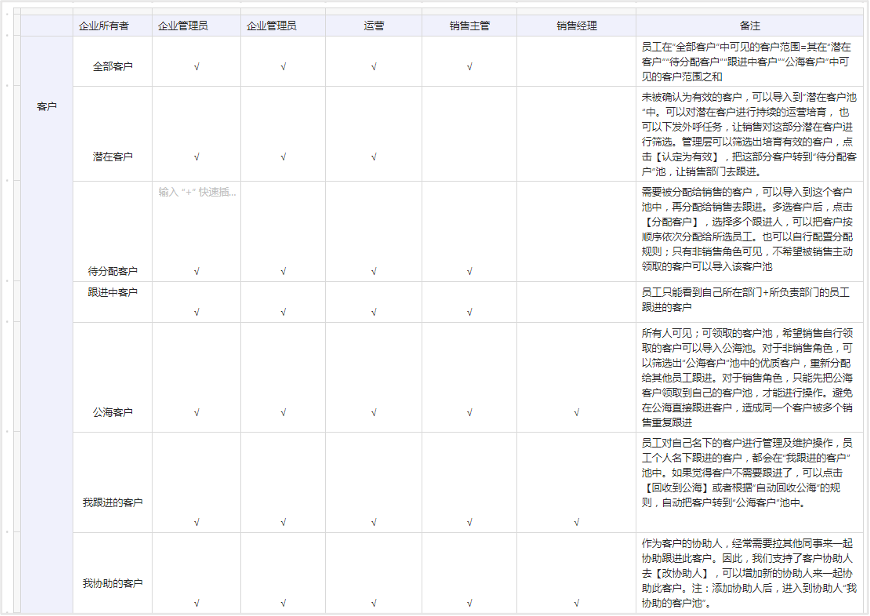 企业所有者 企业管理员 企业管理员 运营 销售主管 销售经理 备注
客户
全部客户 √ √ √ √
员工在"全部客户"中可见的客户范围=其在"潜在
客户""待分配客户""跟进中客户""公海客户"中可
见的客户范围之和
潜在客户 √ √ √
未被确认为有效的客户，可以导入到"潜在客户池
"中。可以对潜在客户进行持续的运营培育， 也
可以下发外呼任务，让销售对这部分潜在客户进
行筛选。管理层可以筛选出培育有效的客户，点
击【认定为有效】，把这部分客户转到"待分配客
户"池，让销售部门去跟进。
输入 "+" 快速插...
待分配客户 √ √ √ √
需要被分配给销售的客户，可以导入到这个客户
池中，再分配给销售去跟进。多选客户后，点击
【分配客户】，选择多个跟进人，可以把客户按
顺序依次分配给所选员工。也可以自行配置分配
规则；只有非销售角色可见，不希望被销售主动
领取的客户可以导入该客户池
跟进中客户 √ √ √ √
员工只能看到自己所在部门+所负责部门的员工
跟进的客户
公海客户 √ √ √ √ √
所有人可见；可领取的客户池，希望销售自行领
取的客户可以导入公海池。对于非销售角色，可
以筛选出"公海客户"池中的优质客户，重新分配
给其他员工跟进。对于销售角色，只能先把公海
客户领取到自己的客户池，才能进行操作。避免
在公海直接跟进客户，造成同一个客户被多个销
售重复跟进
我跟进的客户 √ √ √ √ √
员工对自己名下的客户进行管理及维护操作，员
工个人名下跟进的客户，都会在"我跟进的客户"
池中。如果觉得客户不需要跟进了，可以点击
【回收到公海】或者根据"自动回收公海"的规
则，自动把客户转到"公海客户"池中。
我协助的客户 √ √ √ √ √
作为客户的协助人，经常需要拉其他同事来一起
协助跟进此客户。因此，我们支持了客户协助人
去【改协助人】，可以增加新的协助人来一起协
助此客户。注：添加协助人后，进入到协助人"我
协助的客户池"。